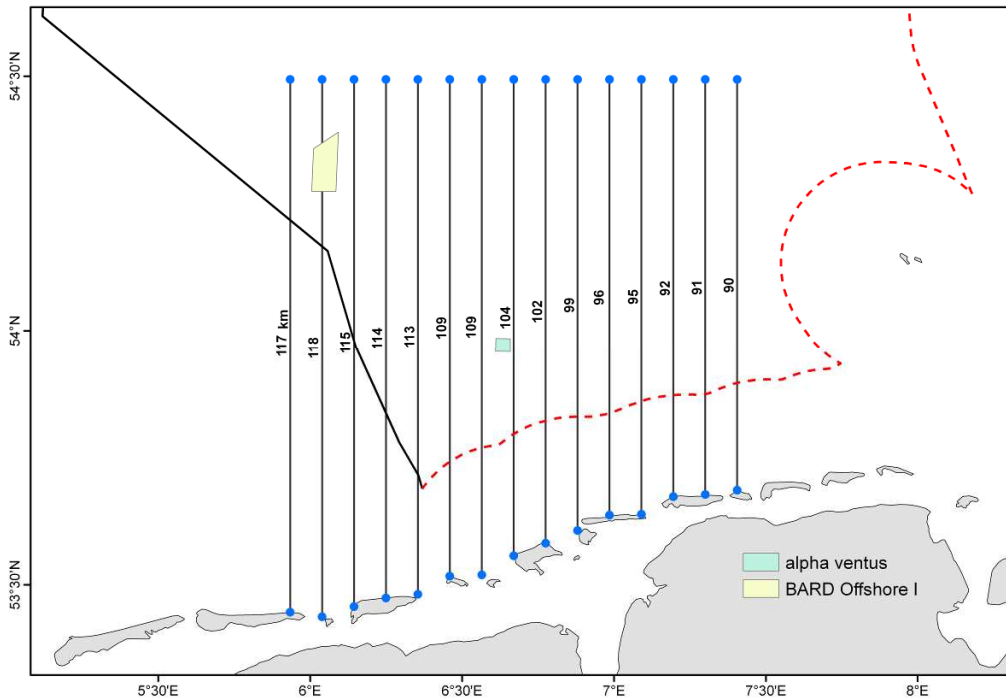 54°30'N
54°N
53°30'N
117 km
118
115
114
113
109
109
104
102
99
96
95
92
91
90
alpha ventus
BARD Offshore I
5°30'E
6°E
6°30'E
7°E
7°30'E
8°E